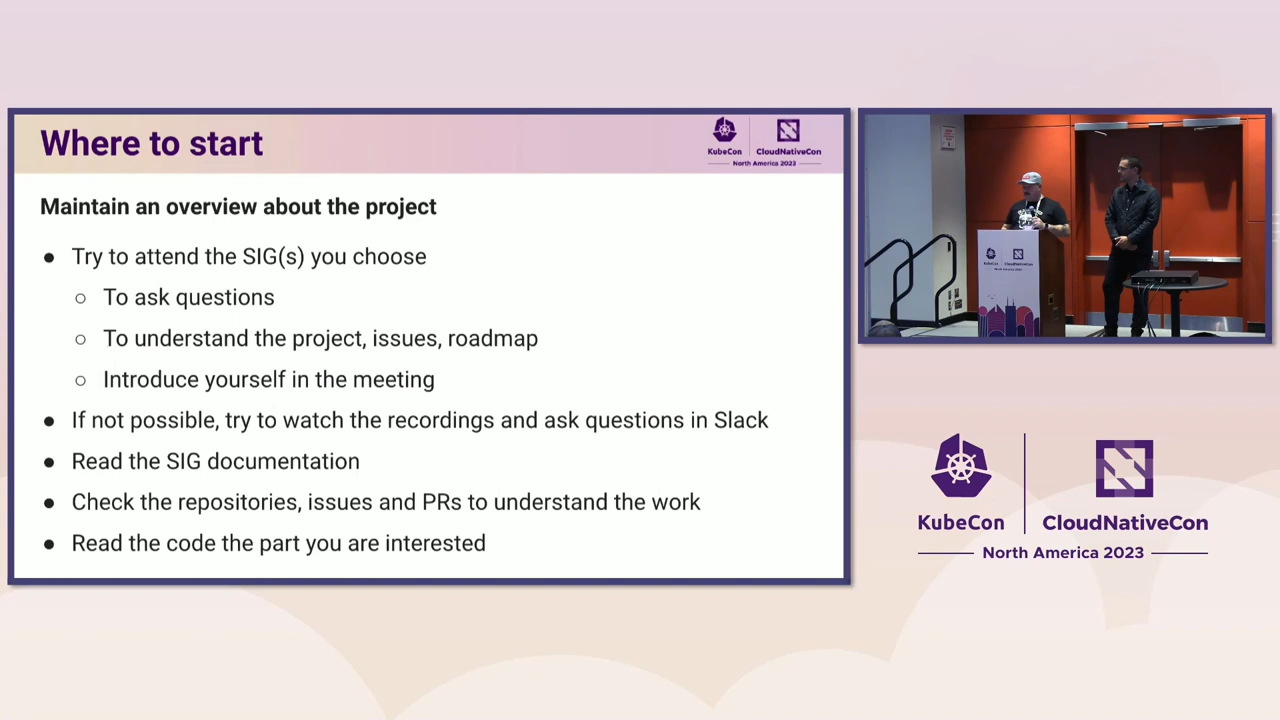 Where to start
KubeCon
CloudNativeCon
North America 2023
Maintain an overview about the project
● Try to attend the SIG(s) you choose
○ To ask questions
○ To understand the project, issues, roadmap
○ Introduce yourself in the meeting
● If not possible, try to watch the recordings and ask questions in Slack
● Read the SIG documentation
● Check the repositories, issues and PRs to understand the work
● Read the code the part you are interested
KubeCon
CloudNativeCon
North America 2023